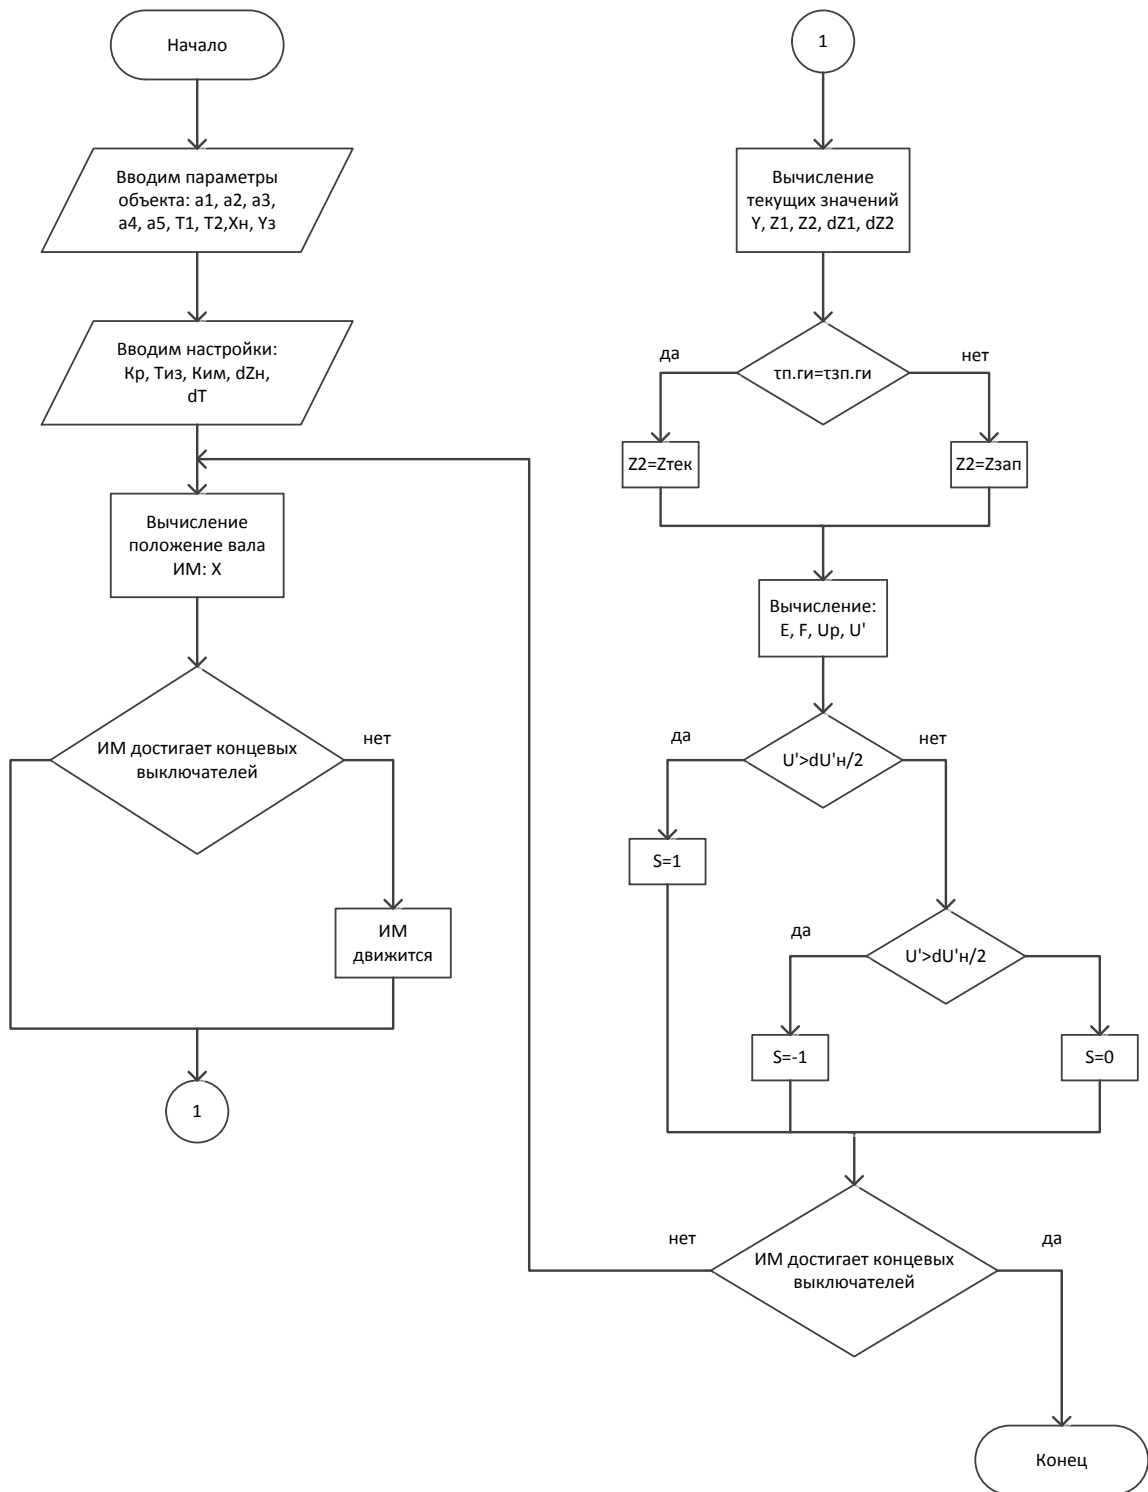 Начало
Вводим параметры
объекта: а1, а2, а3,
а4, а5, Т1, Т2,Хн, Yз
Вводим настройки:
Кр, Тиз, Ким, dZн,
dT
Вычисление
положение вала
ИМ: X
ИМ достигает концевых
выключателей
нет
ИМ
движится
1
1
Вычисление
текущих значений
Y, Z1, Z2, dZ1, dZ2
τп.ги=τзп.ги
да
нет
Z2=Zтек
Z2=Zзап
Вычисление:
E, F, Up, U'
U'>dU'н/2
да
нет
S=1
U'>dU'н/2
да
S=-1
S=0
ИМ достигает концевых
выключателей
нет
да
Конец